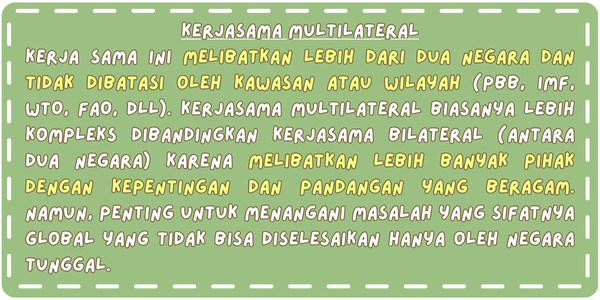 KERJASAMA MULTILATERAL
KERJA SAMA INI MELIBATKAN LEBIH DARI DUA NEGARA DAN
TIDAK DIBATASI OLEH KAWASAN ATAU WILAYAH (PBB, IMF,
WTO, FAO, DLL). KERJASAMA MULTILATERAL BIASANYA LEBIH
KOMPLEKS DIBANDINGKAN KERJASAMA BILATERAL (ANTARA
DUA NEGARA) KARENA MELIBATKAN LEBIH BANYAK PIHAK
DENGAN KEPENTINGAN DAN PANDANGAN YANG BERAGAM.
NAMUN, PENTING UNTUK MENANGANI MASALAH YANG SIFATNYA
GLOBAL YANG TIDAK BISA DISELESAIKAN HANYA OLEH NEGARA
TUNGGAL.